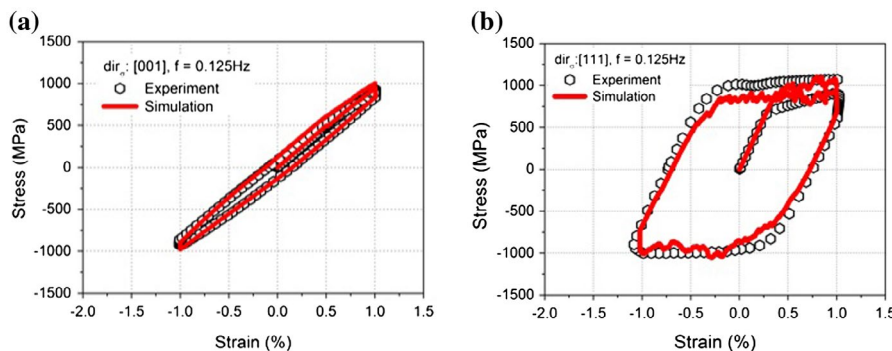 (a)
1500
1000
500
0
-500
-1000
-1500
-2.0 -1.5 -1.0 -0.5 0.0 0.5 1.0 1.5
Stress (MPa)
Strain (%)
dirσ: [001], f = 0.125Hz
Experiment
Simulation
(b)
1500
1000
500
0
-500
-1000
-1500
-2.0 -1.5 -1.0 -0.5 0.0 0.5 1.0 1.5
Stress (MPa)
Strain (%)
dirσ:[111], f = 0.125Hz
Experiment
Simulation